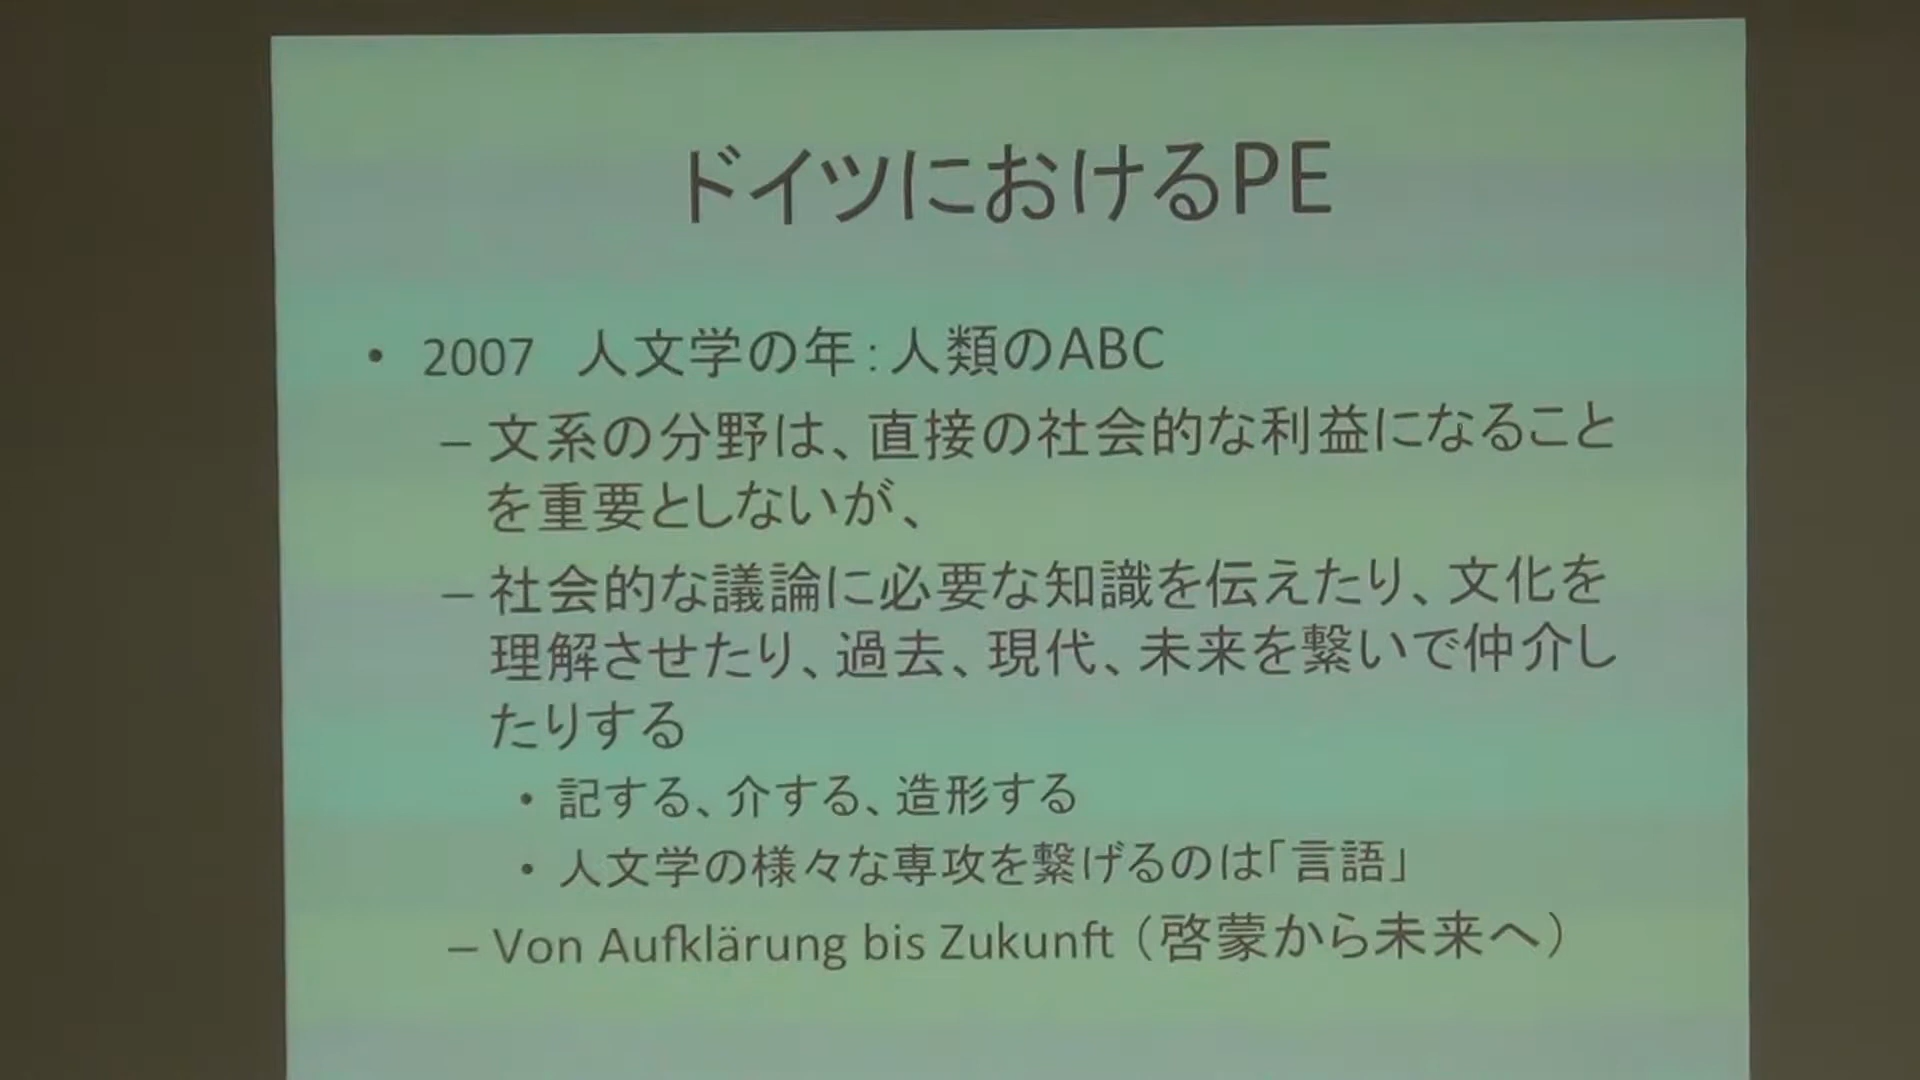 ドイツにおけるPE
• 2007　人文学の年：人類のABC
– 文系の分野は、直接の社会的な利益になること
を重要としないが、
– 社会的な議論に必要な知識を伝えたり、文化を
理解させたり、過去、現代、未来を繋いで仲介し
たりする
• 記する、介する、造形する
• 人文学の様々な専攻を繋げるのは「言語」
– Von Aufklärung bis Zukunft（啓蒙から未来へ）